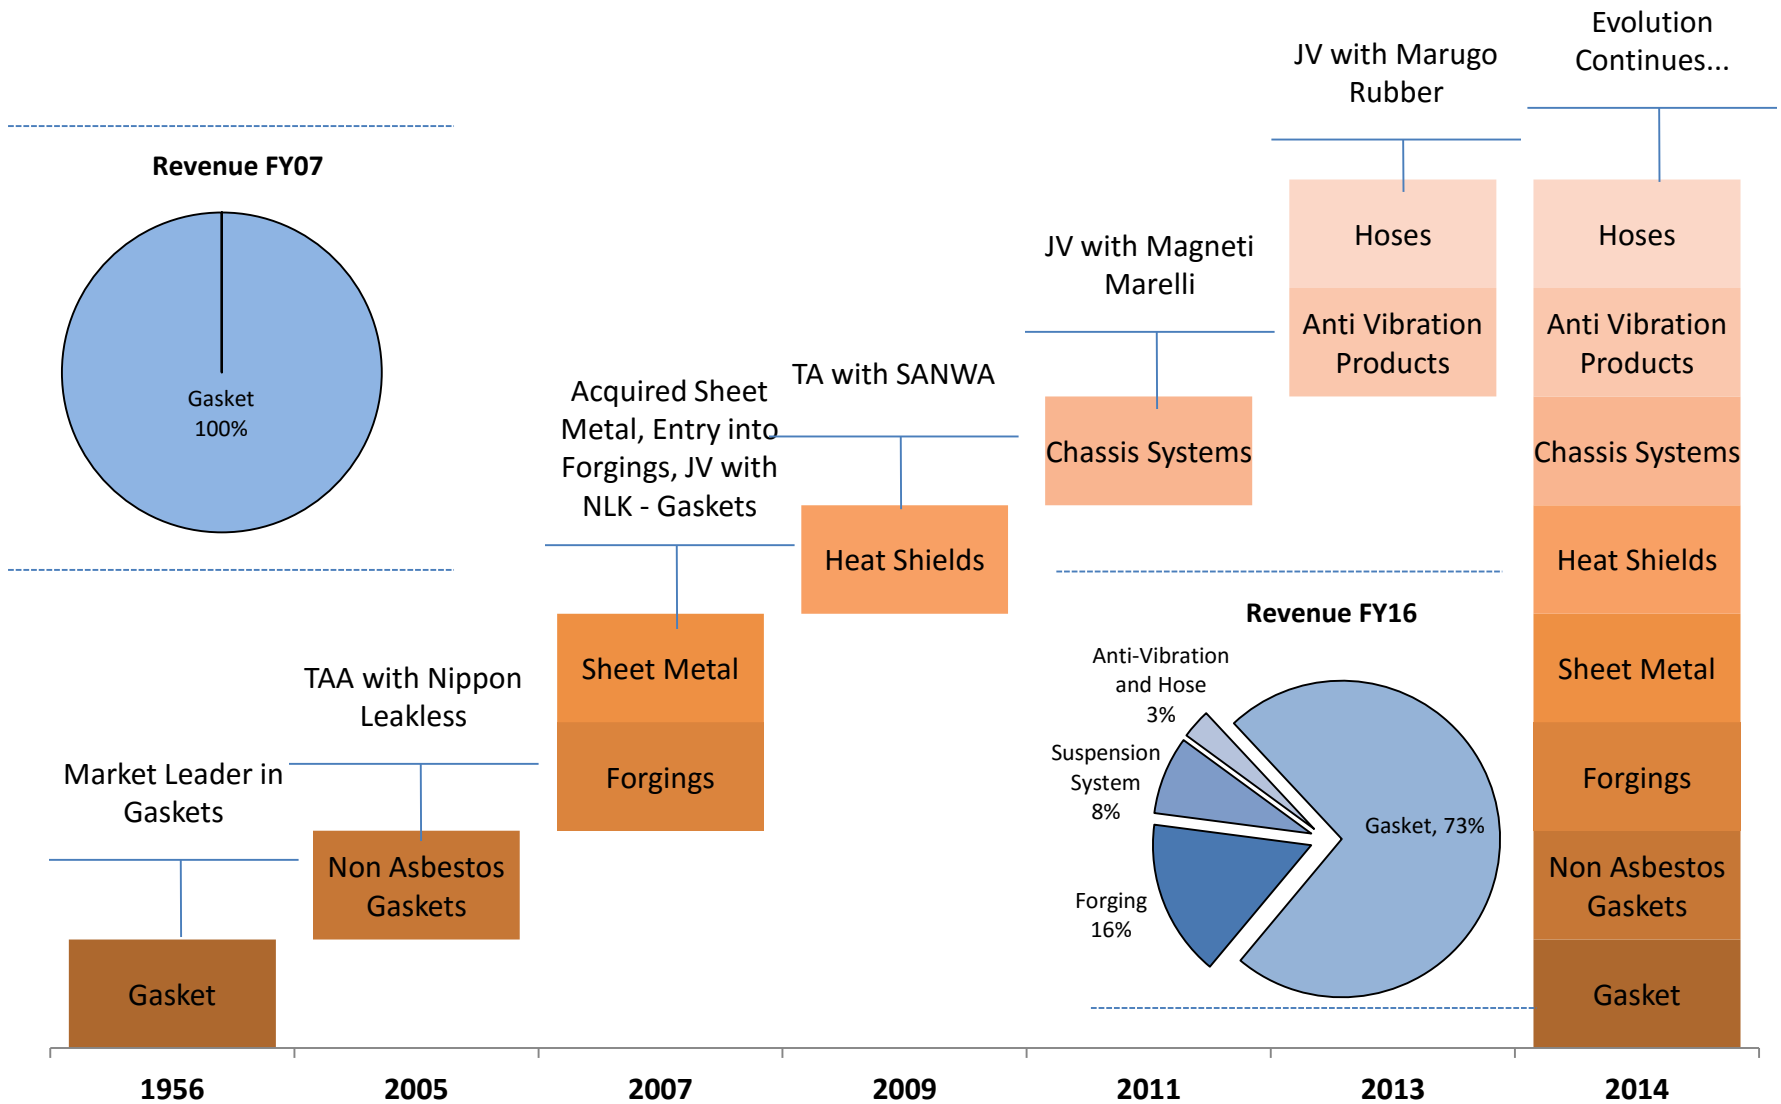 Evolution
Continues...
JV with Marugo
Rubber
Revenue FY07
Gasket
100%
JV with Magneti
Marelli
Hoses
Hoses
Anti Vibration
Products
Anti Vibration
Products
TA with SANWA
Acquired Sheet
Metal, Entry into
Forgings, JV with
NLK - Gaskets
Chassis Systems
Chassis Systems
Heat Shields
Heat Shields
Revenue FY16
Anti-Vibration
and Hose
3%
Suspension
System
8%
Gasket, 73%
Forging
16%
TAA with Nippon
Leakless
Sheet Metal
Sheet Metal
Market Leader in
Gaskets
Forgings
Forgings
Non Asbestos
Gaskets
Non Asbestos
Gaskets
Gasket
Gasket
1956
2005
2007
2009
2011
2013
2014